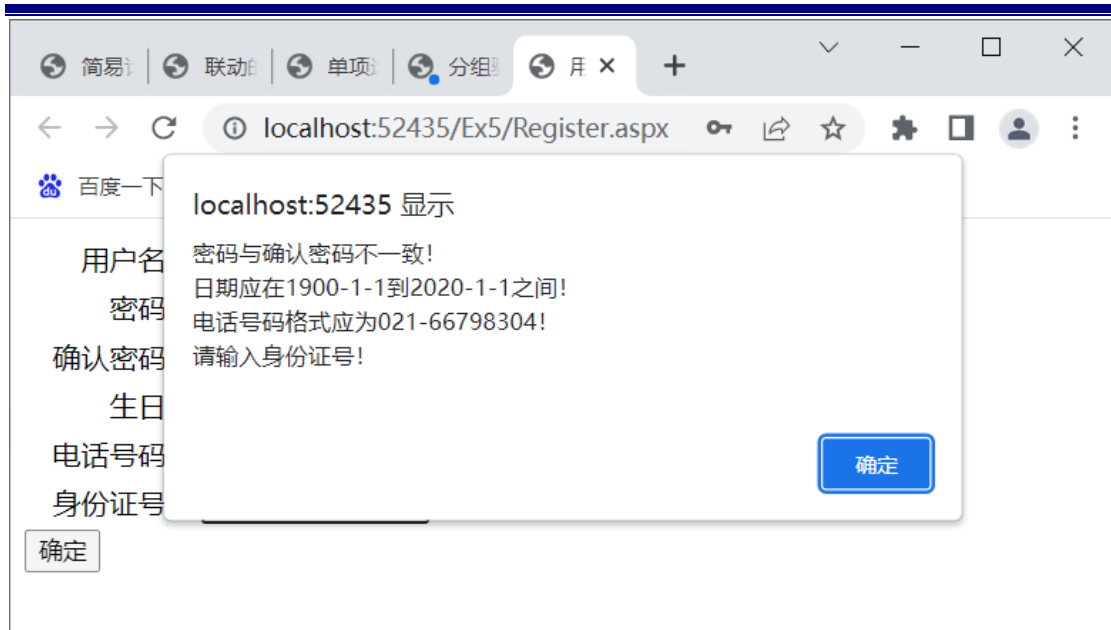 简易 联动 单项 分组 用
localhost:52435/Ex5/Register.aspx
百度一下
localhost:52435 显示
密码与确认密码不一致!
日期应在1900-1-1到2020-1-1之间!
电话号码格式应为021-66798304!
请输入身份证号!
确定
用户名
密码
确认密码
生日
电话号码
身份证号
确定